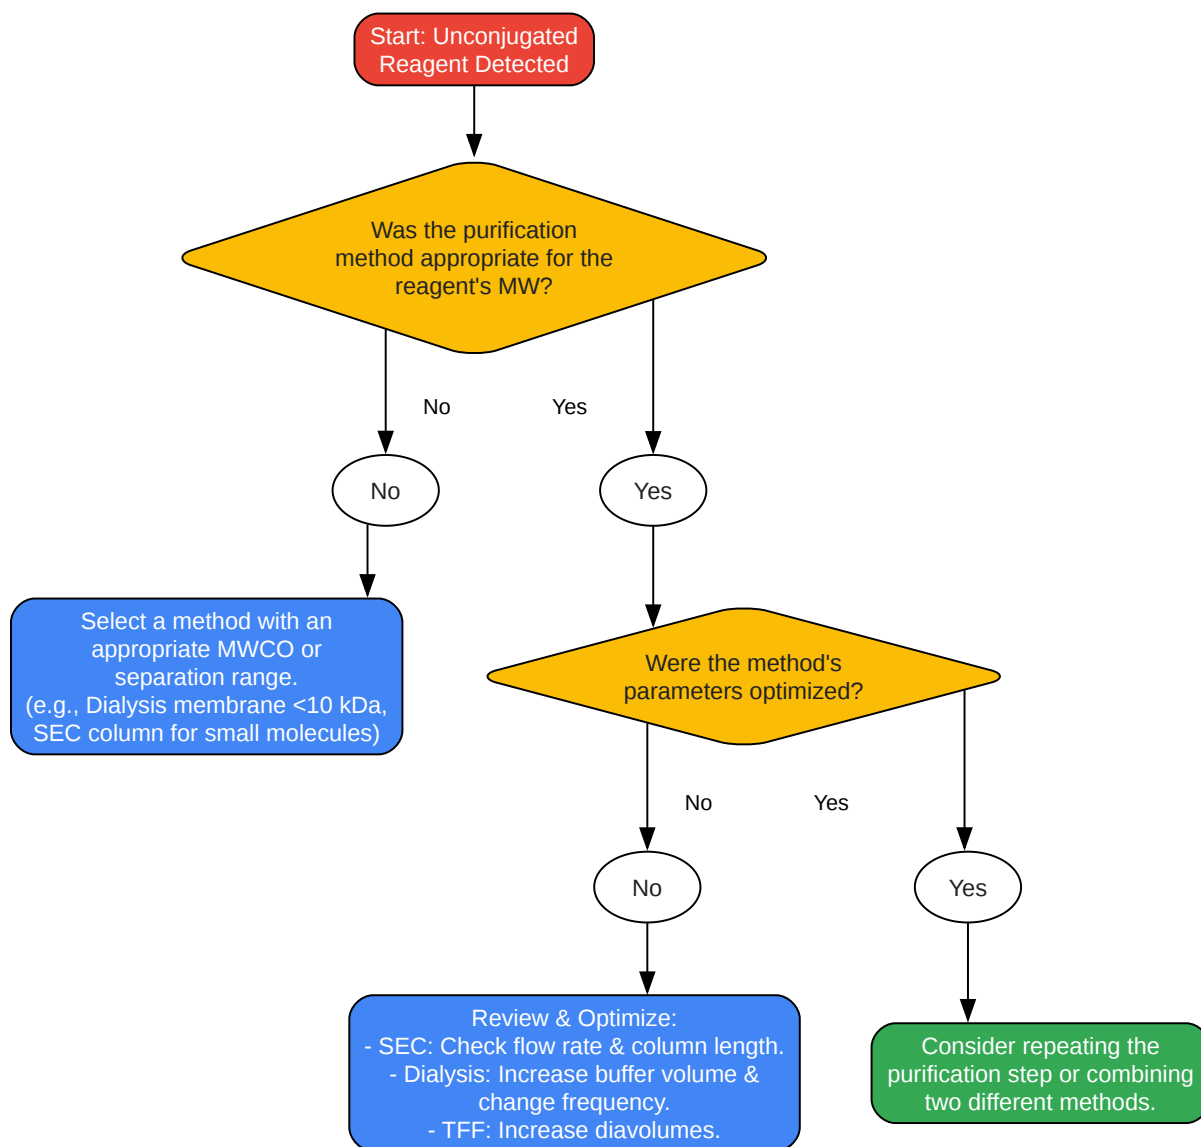 Start: Unconjugated
Reagent Detected
Was the purification
method appropriate for the
reagent's MW?
No
Yes
No
Yes
Select a method with an
appropriate MWCO or
separation range.
(e.g., Dialysis membrane <10 kDa,
SEC column for small molecules)
Were the method's
parameters optimized?
No
Yes
No
Yes
Review & Optimize:
- SEC: Check flow rate & column length.
- Dialysis: Increase buffer volume &
change frequency.
- TFF: Increase diavolumes.
Consider repeating the
purification step or combining
two different methods.